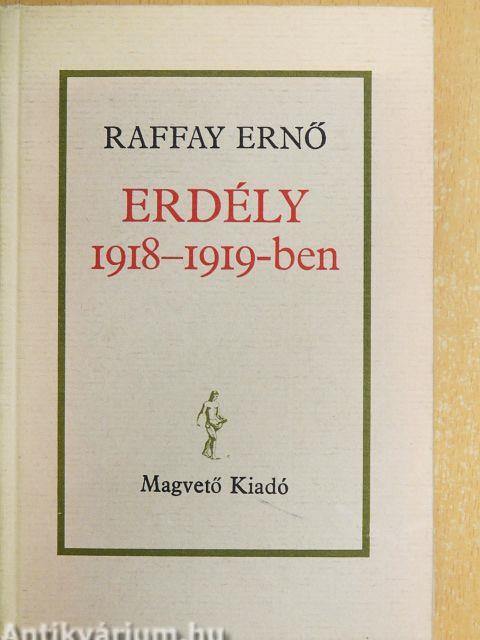 RAFFAY ERNŐ
ERDÉLY
1918–1919-ben
Magvető Kiadó
Antikvárium.hu